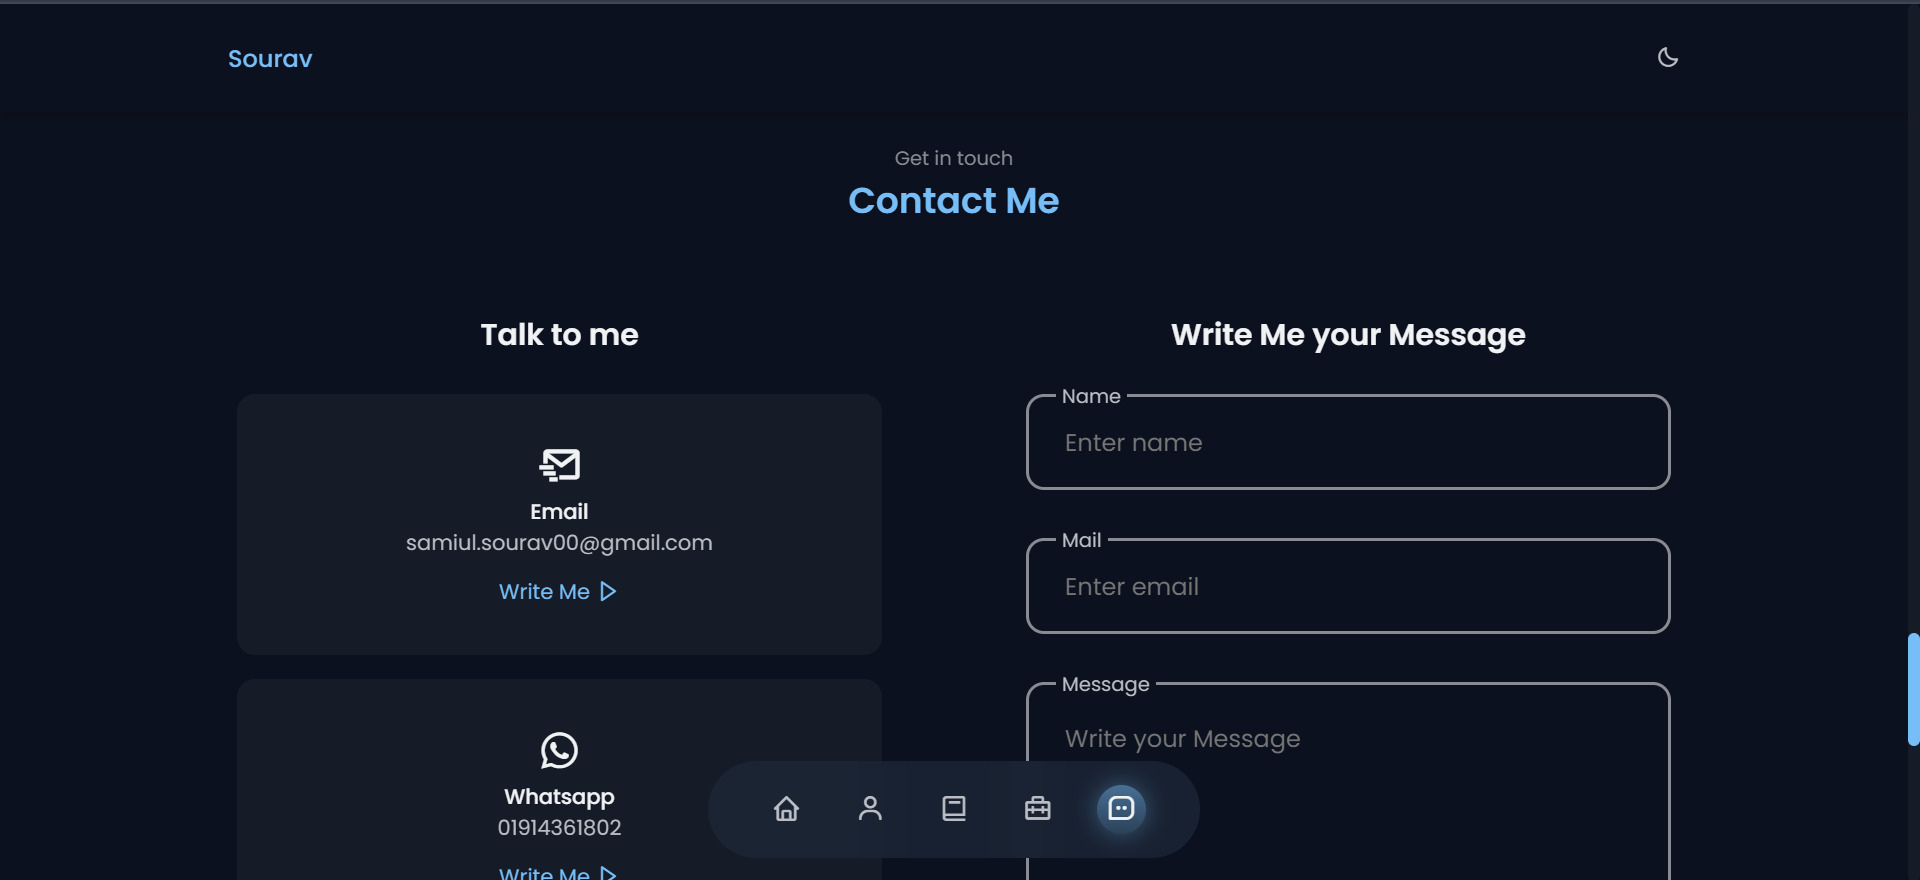 Sourav
Get in touch
Contact Me
Talk to me
Email
samiul.sourav00@gmail.com
Write Me
Whatsapp
01914361802
Write Me
Write Me your Message
Name
Enter name
Mail
Enter email
Message
Write your Message